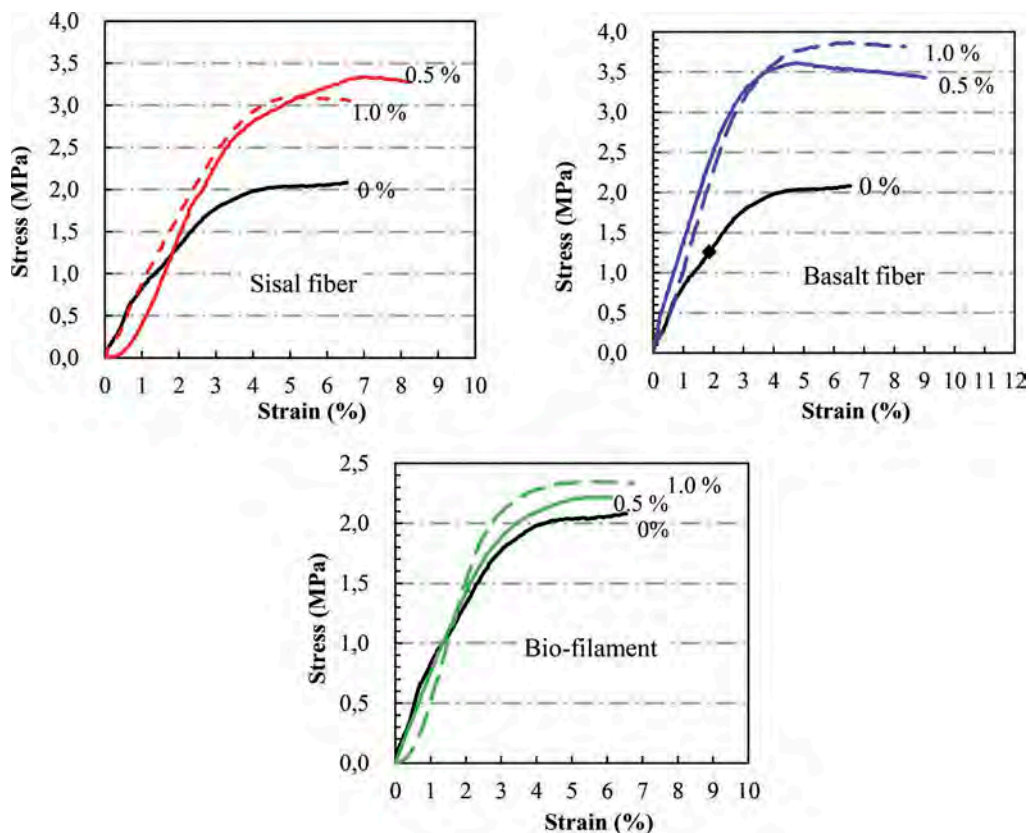 Stress (MPa)
4,0
3,5
3,0
2,5
2,0
1,5
1,0
0,5
0,0
0.5 %
1.0 %
0 %
Sisal fiber
0 1 2 3 4 5 6 7 8 9 10
Strain (%)
Stress (MPa)
4,0
3,5
3,0
2,5
2,0
1,5
1,0
0,5
0,0
1.0 %
0.5 %
0 %
Basalt fiber
0 1 2 3 4 5 6 7 8 9 10 11 12
Strain (%)
Stress (MPa)
2,5
2,0
1,5
1,0
0,5
0,0
1.0 %
0.5 %
0%
Bio-filament
0 1 2 3 4 5 6 7 8 9 10
Strain (%)